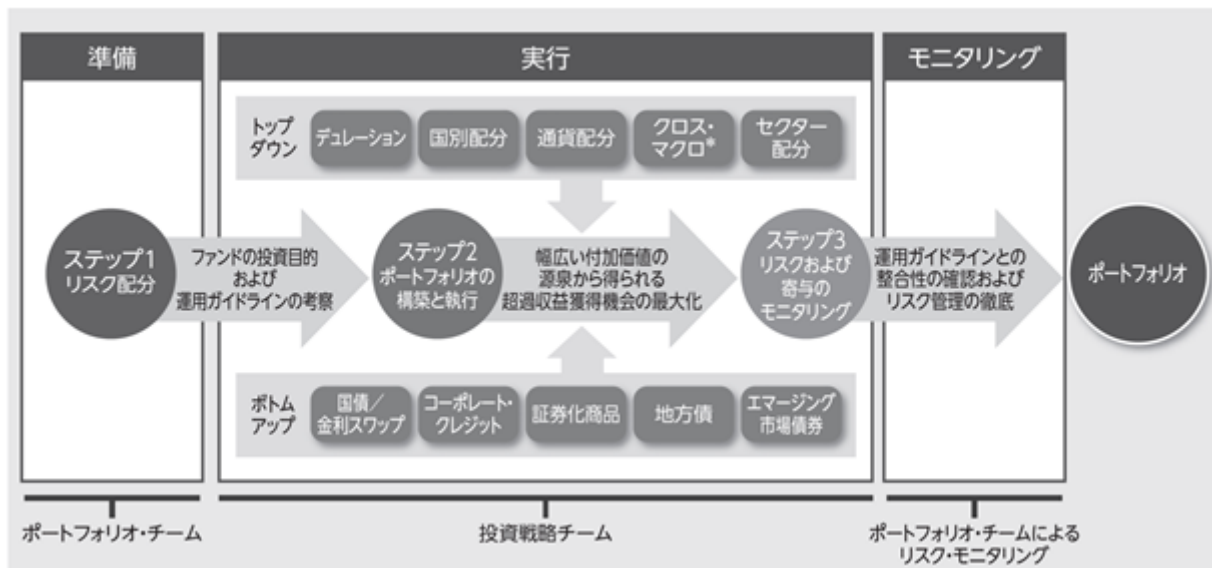 準備
実行
モニタリング
トップ
ダウン
デュレーション
国別配分
通貨配分
クロス・
マクロ*
セクター
配分
ステップ1
リスク配分
ファンドの投資目的
および
運用ガイドラインの考察
ステップ2
ポートフォリオの
構築と執行
幅広い付加価値の
源泉から得られる
超過収益獲得機会の最大化
ステップ3
リスクおよび
寄与の
モニタリング
運用ガイドラインとの
整合性の確認および
リスク管理の徹底
ポートフォリオ
ボトム
アップ
国債/
金利スワップ
コーポレート・
クレジット
証券化商品
地方債
エマージング
市場債券
ポートフォリオ・チーム
投資戦略チーム
ポートフォリオ・チームによる
リスク・モニタリング